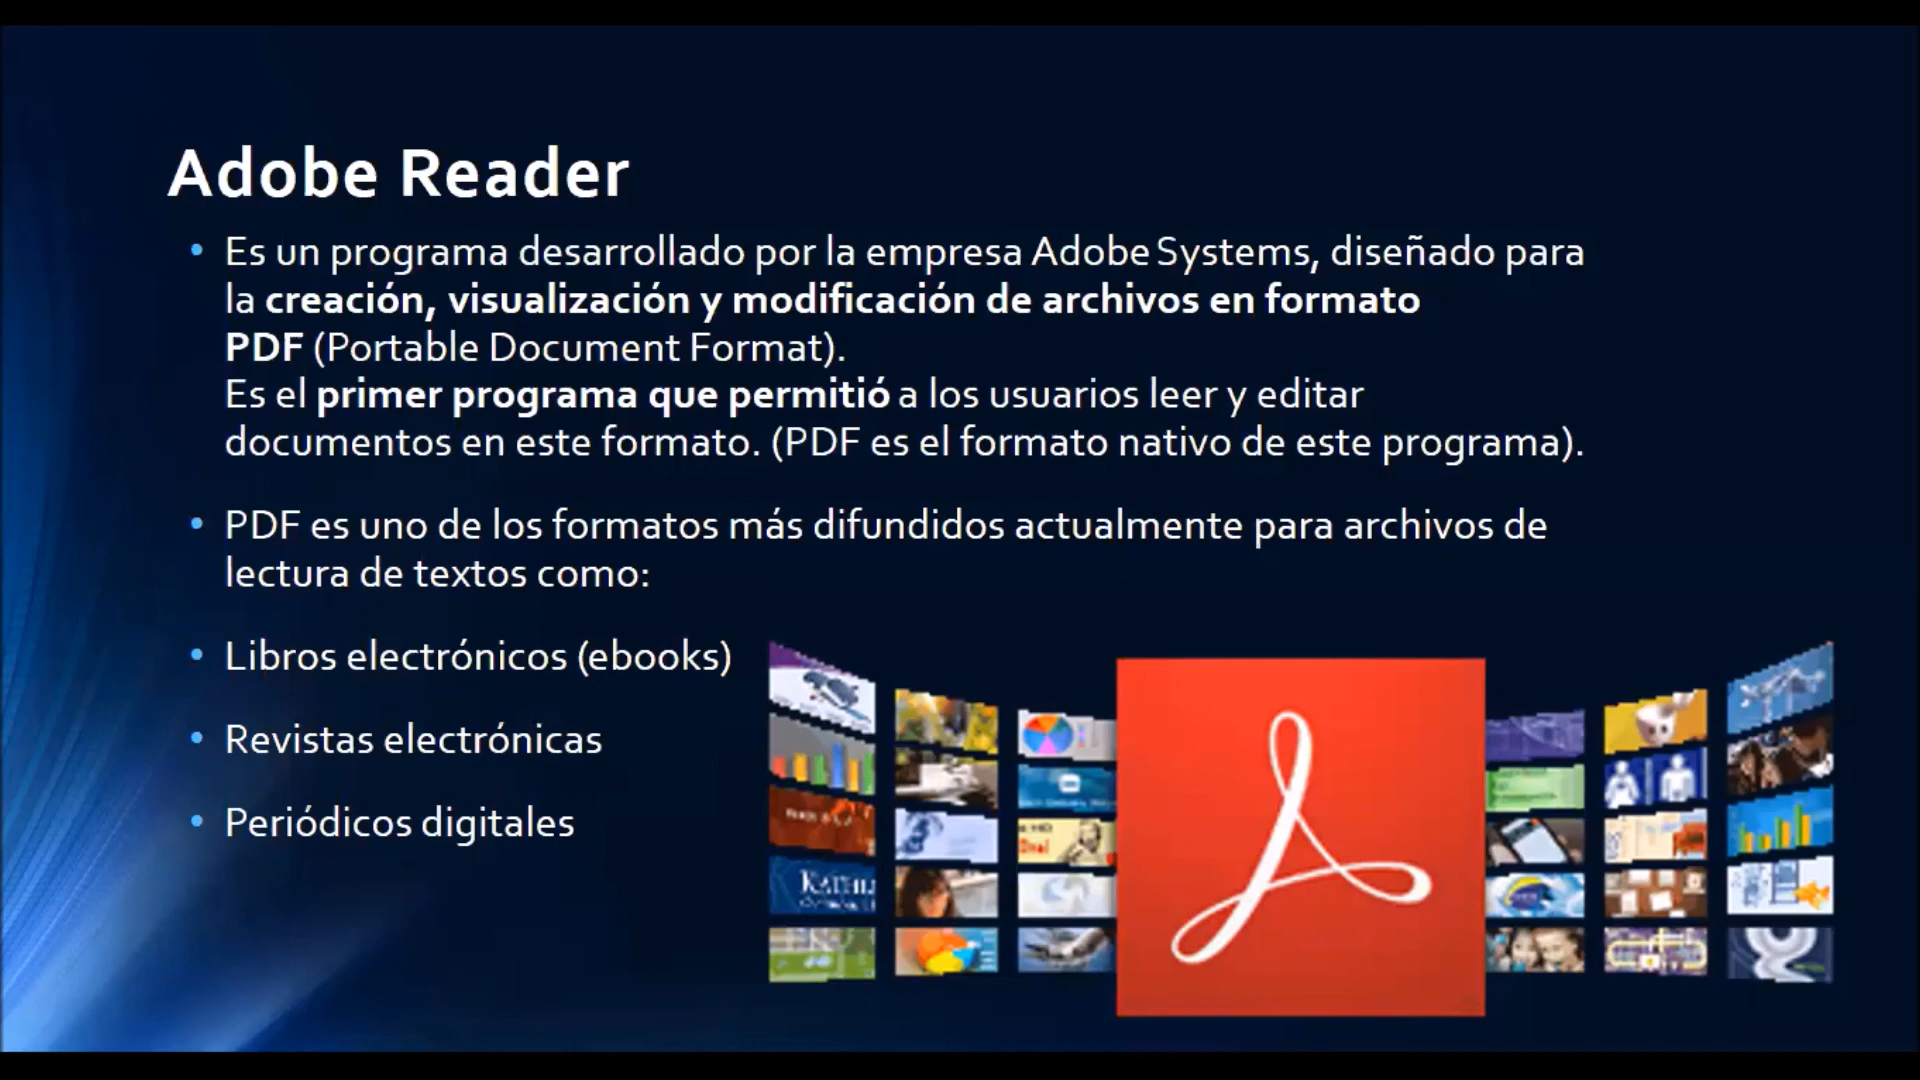 Adobe Reader
• Es un programa desarrollado por la empresa Adobe Systems, diseñado para
la creación, visualización y modificación de archivos en formato
PDF (Portable Document Format).
Es el primer programa que permitió a los usuarios leer y editar
documentos en este formato. (PDF es el formato nativo de este programa).
• PDF es uno de los formatos más difundidos actualmente para archivos de
lectura de textos como:
• Libros electrónicos (ebooks)
• Revistas electrónicas
• Periódicos digitales